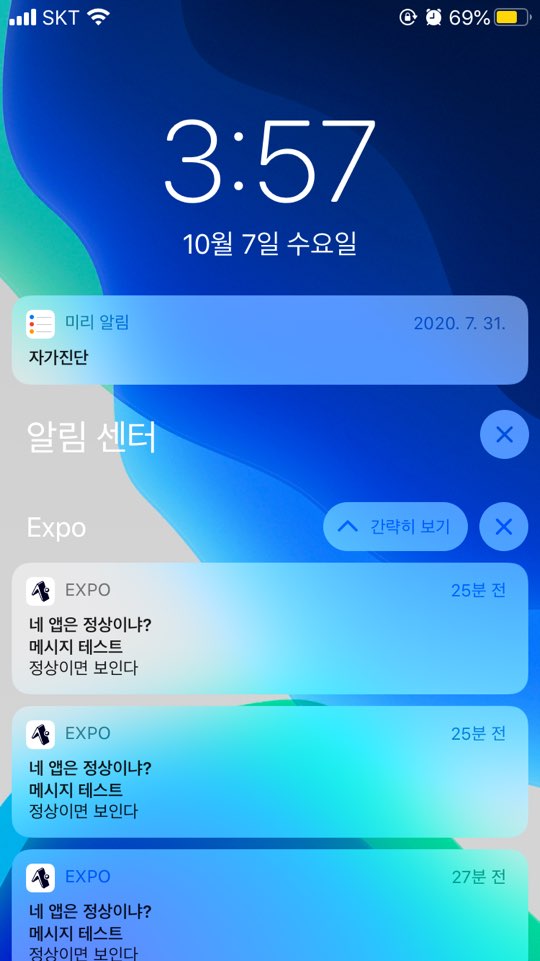 SKT 69%
3:57
10월 7일 수요일
미리 알림 2020. 7. 31.
자가진단
알림 센터
Expo 간략히 보기
EXPO 25분 전
네 앱은 정상이냐?
메시지 테스트
정상이면 보인다
EXPO 25분 전
네 앱은 정상이냐?
메시지 테스트
정상이면 보인다
EXPO 27분 전
네 앱은 정상이냐?
메시지 테스트
정상이면 보인다